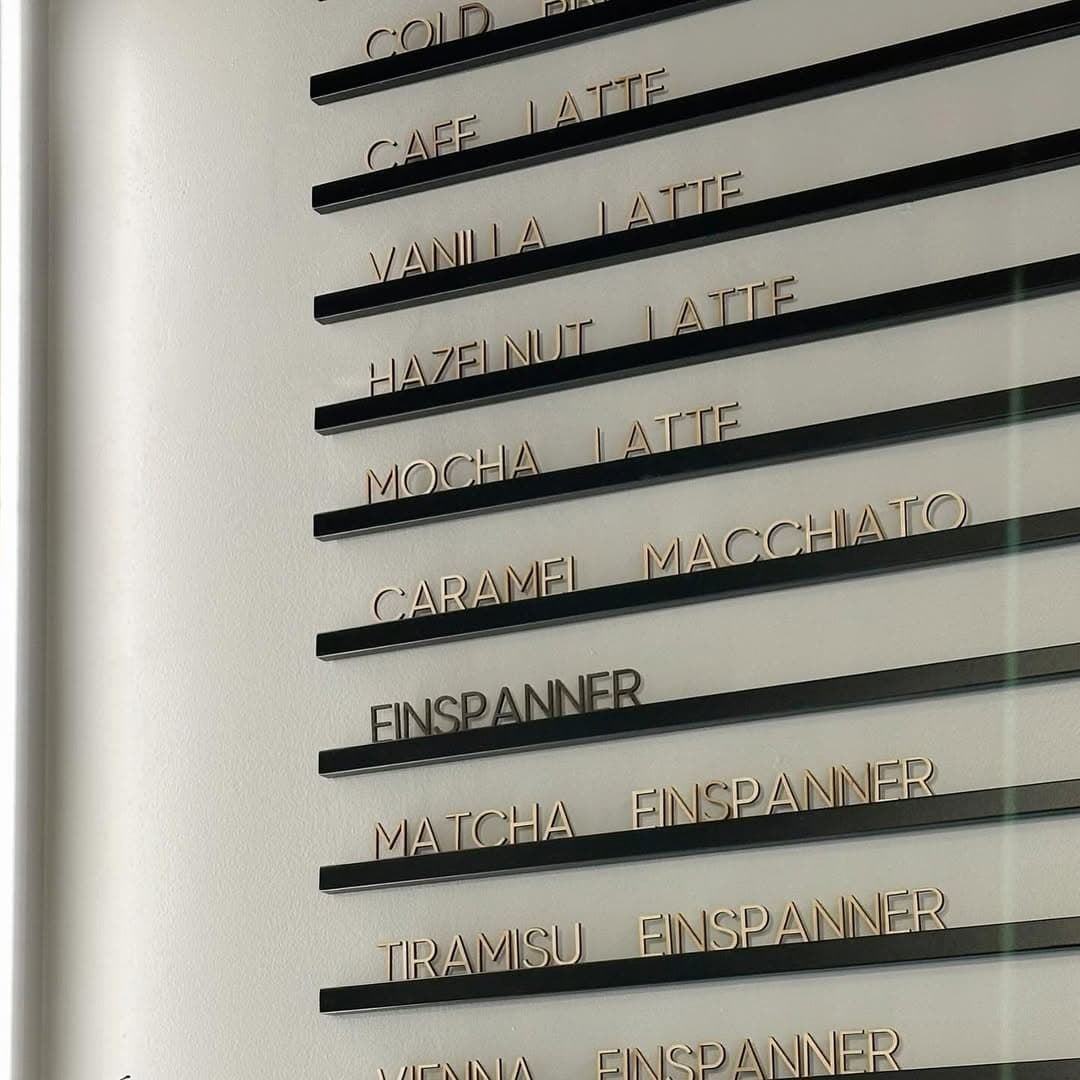 COLD
CAFE LATTE
VANILLA LATTE
HAZELNUT LATTE
MOCHA LATTE
CARAMEL MACCHIATO
EINSPANNER
MATCHA EINSPANNER
TIRAMISU EINSPANNER
VIENNA EINSPANNER